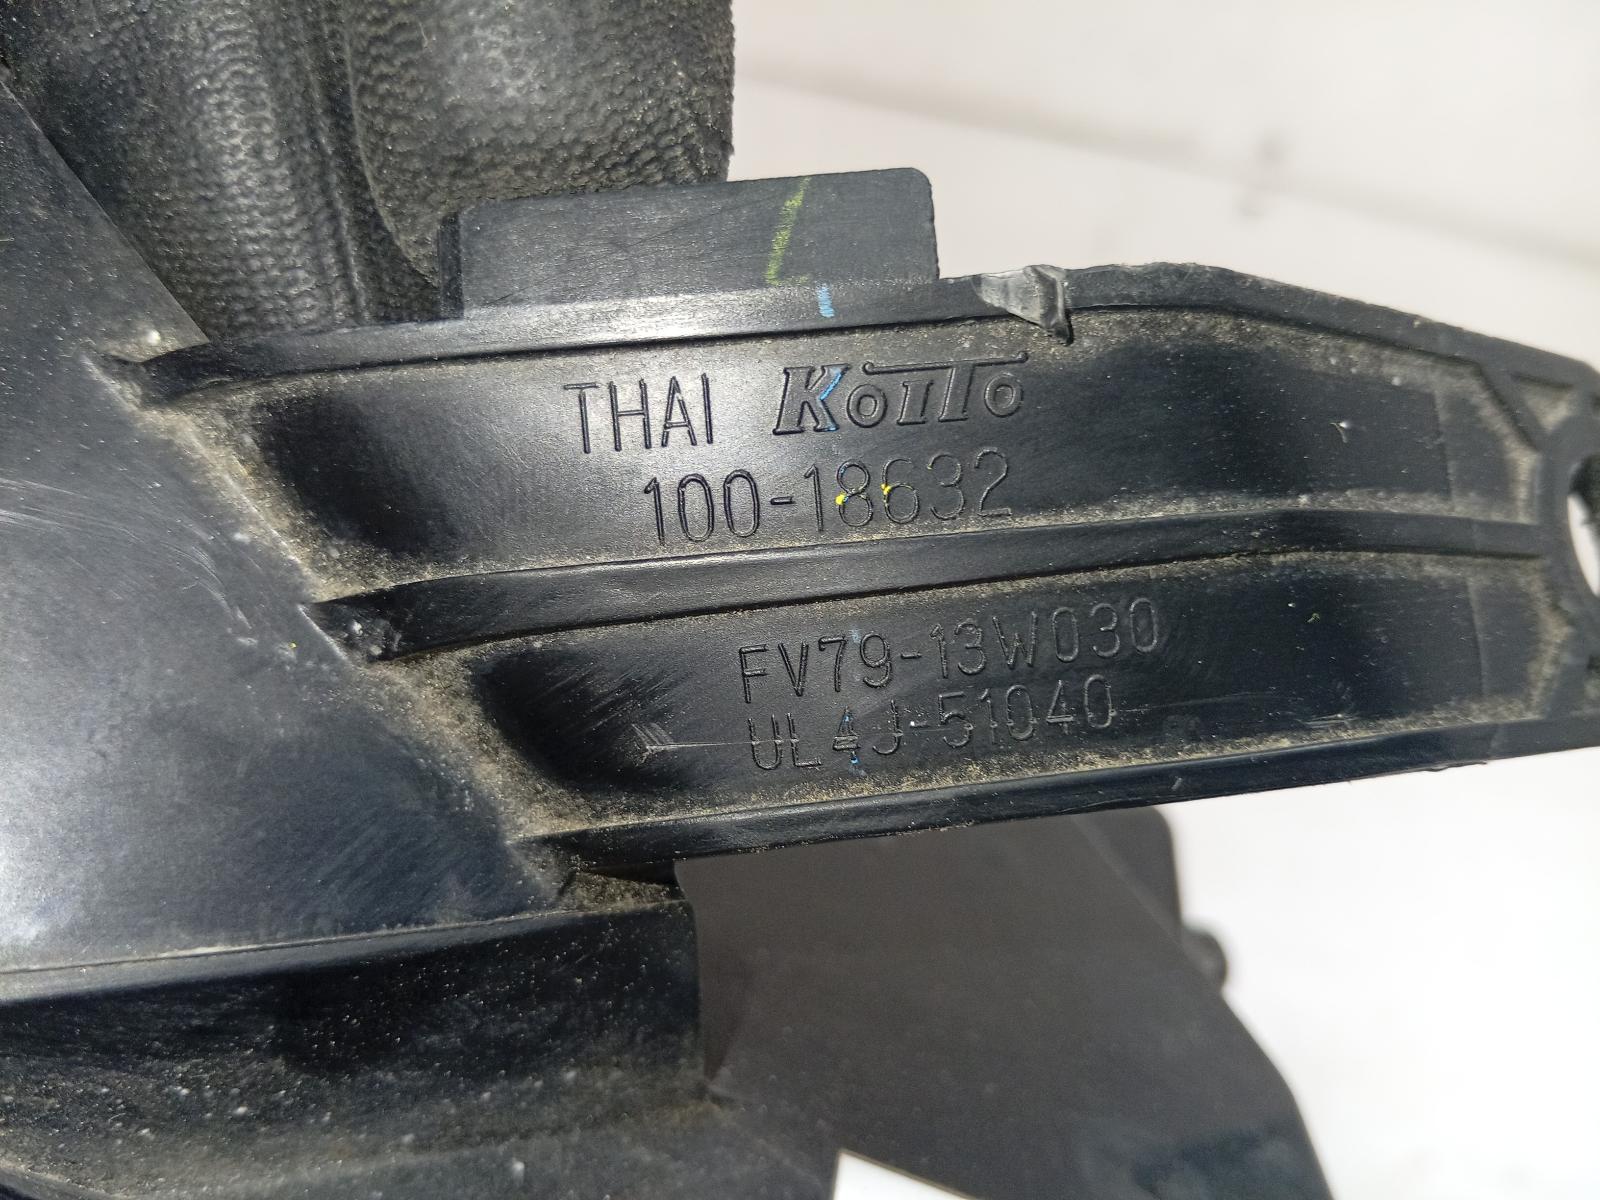 THAI KOITO
100-18632
FV79-13W030
UL4J-51040